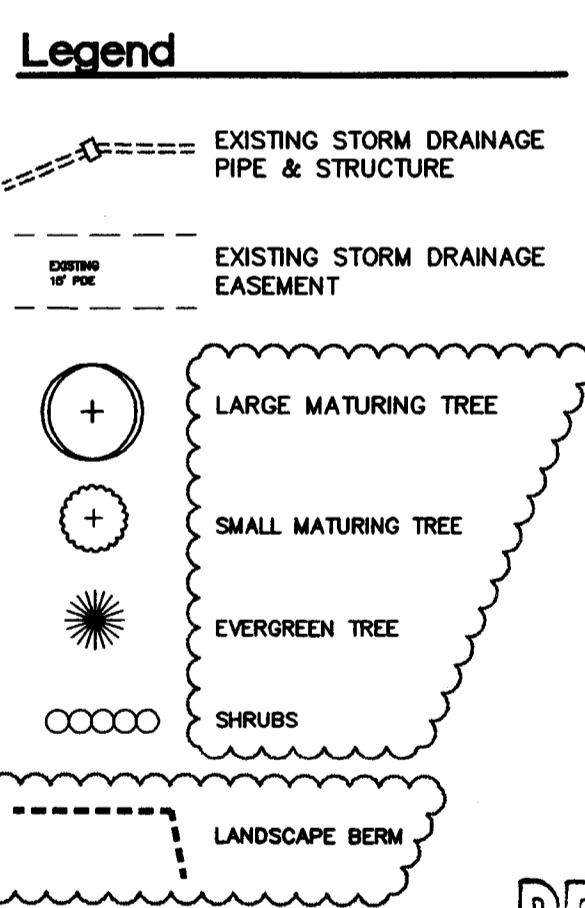 Legend
EXISTING STORM DRAINAGE
PIPE & STRUCTURE
EXISTING
15' PDE
EXISTING STORM DRAINAGE
EASEMENT
LARGE MATURING TREE
SMALL MATURING TREE
EVERGREEN TREE
SHRUBS
LANDSCAPE BERM